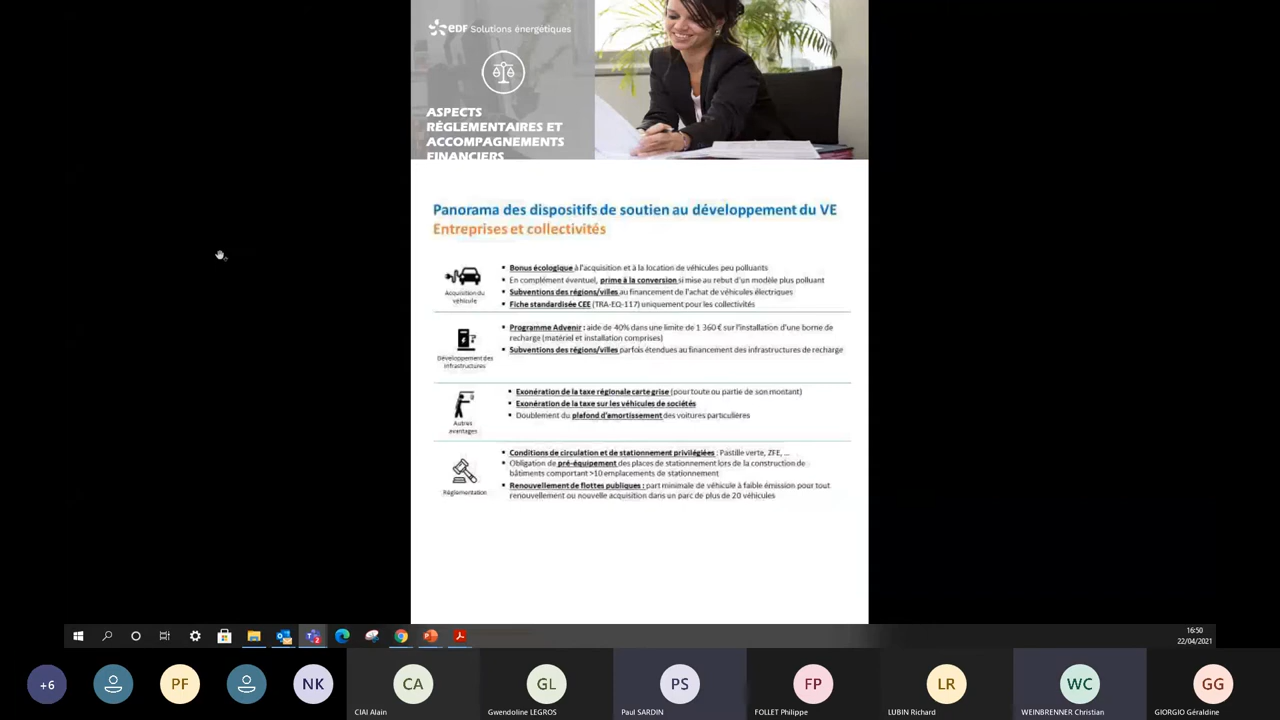 edf Solutions énergétiques
ASPECTS
RÉGLEMENTAIRES ET
ACCOMPAGNEMENTS
FINANCIERS
Panorama des dispositifs de soutien au développement du VE
Entreprises et collectivités
Acquisition du
véhicule
▪ Bonus écologique à l'acquisition et à la location de véhicules peu polluants
▪ En complément éventuel, prime à la conversion si mise au rebut d'un modèle plus polluant
▪ Subventions des régions/villes au financement de l'achat de véhicules électriques
▪ Fiche standardisée CEE (TRA-EQ-117) uniquement pour les collectivités
Développement des
infrastructures
▪ Programme Advenir : aide de 40% dans une limite de 1 360 € sur l'installation d'une borne de
recharge (matériel et installation comprises)
▪ Subventions des régions/villes parfois étendues au financement des infrastructures de recharge
Autres
avantages
▪ Exonération de la taxe régionale carte grise (pour toute ou partie de son montant)
▪ Exonération de la taxe sur les véhicules de sociétés
▪ Doublement du plafond d'amortissement des voitures particulières
Réglementation
▪ Conditions de circulation et de stationnement privilégiées : Pastille verte, ZFE, ...
▪ Obligation de pré-équipement des places de stationnement lors de la construction de
bâtiments comportant >10 emplacements de stationnement
▪ Renouvellement de flottes publiques : part minimale de véhicule à faible émission pour tout
renouvellement ou nouvelle acquisition dans un parc de plus de 20 véhicules
16:50
22/04/2021
+6
PF
NK
CA
GL
PS
FP
LR
WC
GG
CIAI Alain
Gwendoline LEGROS
Paul SARDIN
FOLLET Philippe
LUBIN Richard
WEINBRENNER Christian
GIORGIO Géraldine